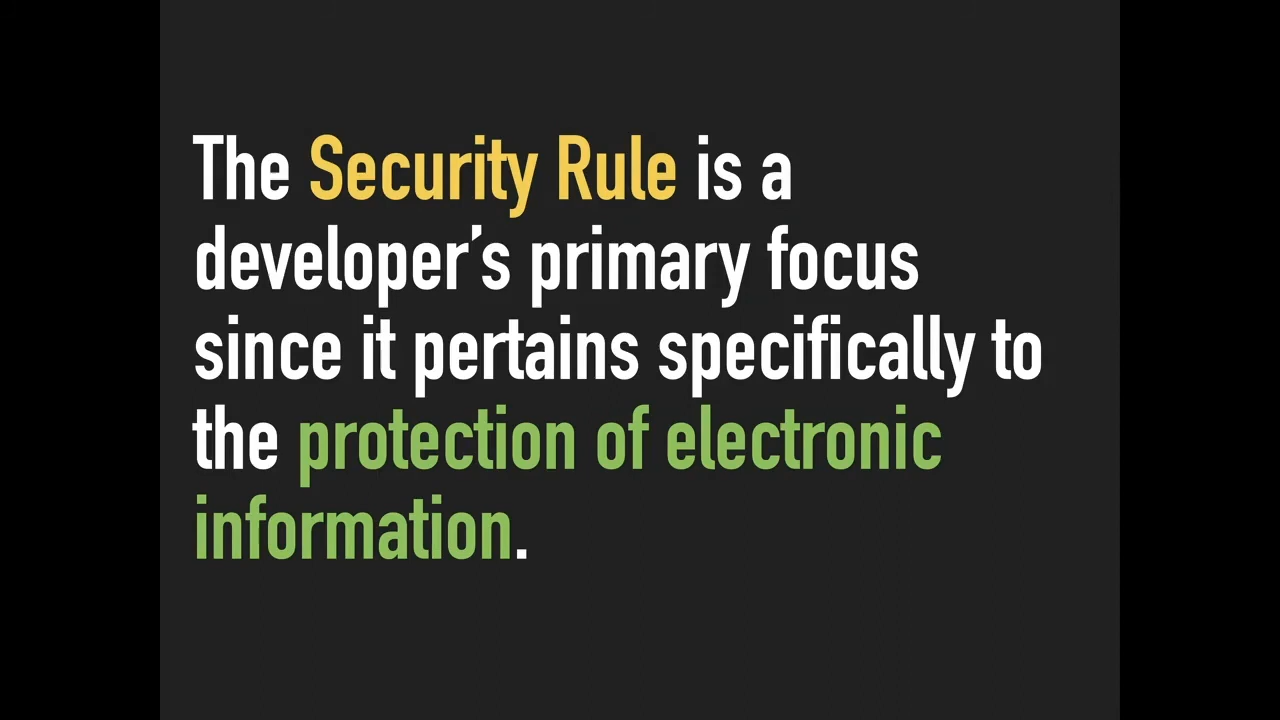 The Security Rule is a
developer’s primary focus
since it pertains specifically to
the protection of electronic
information.